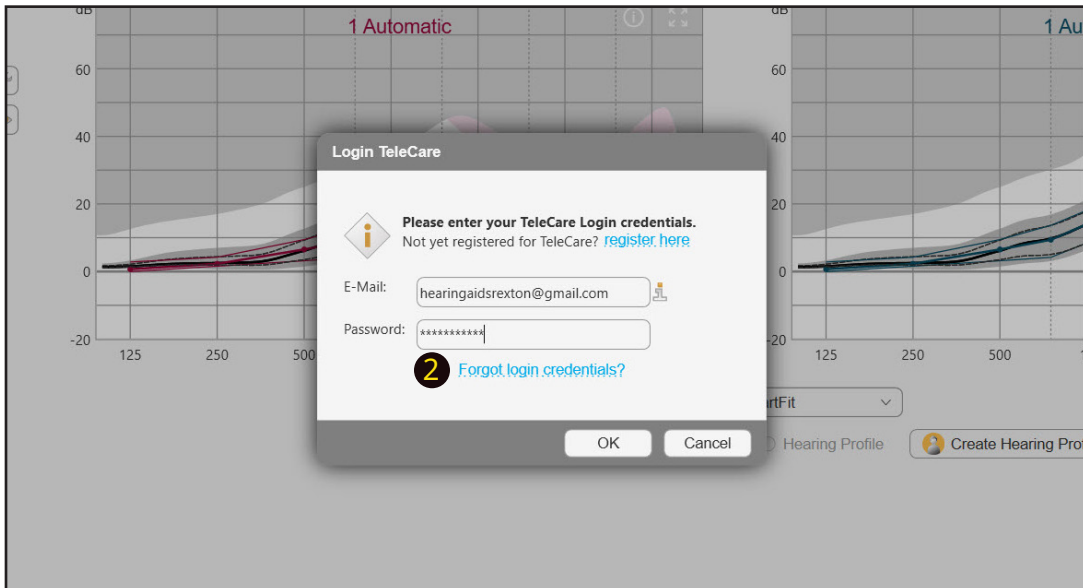 dB
1 Automatic
60
40
20
0
-20
125
250
500
dB
1 Au
60
40
20
0
-20
125
250
500
1
Login TeleCare
Please enter your TeleCare Login credentials.
Not yet registered for TeleCare? register here
E-Mail:
hearingaidsrexton@gmail.com
Password:
***********
2 Forgot login credentials?
OK Cancel
rtFit
Hearing Profile
Create Hearing Prof